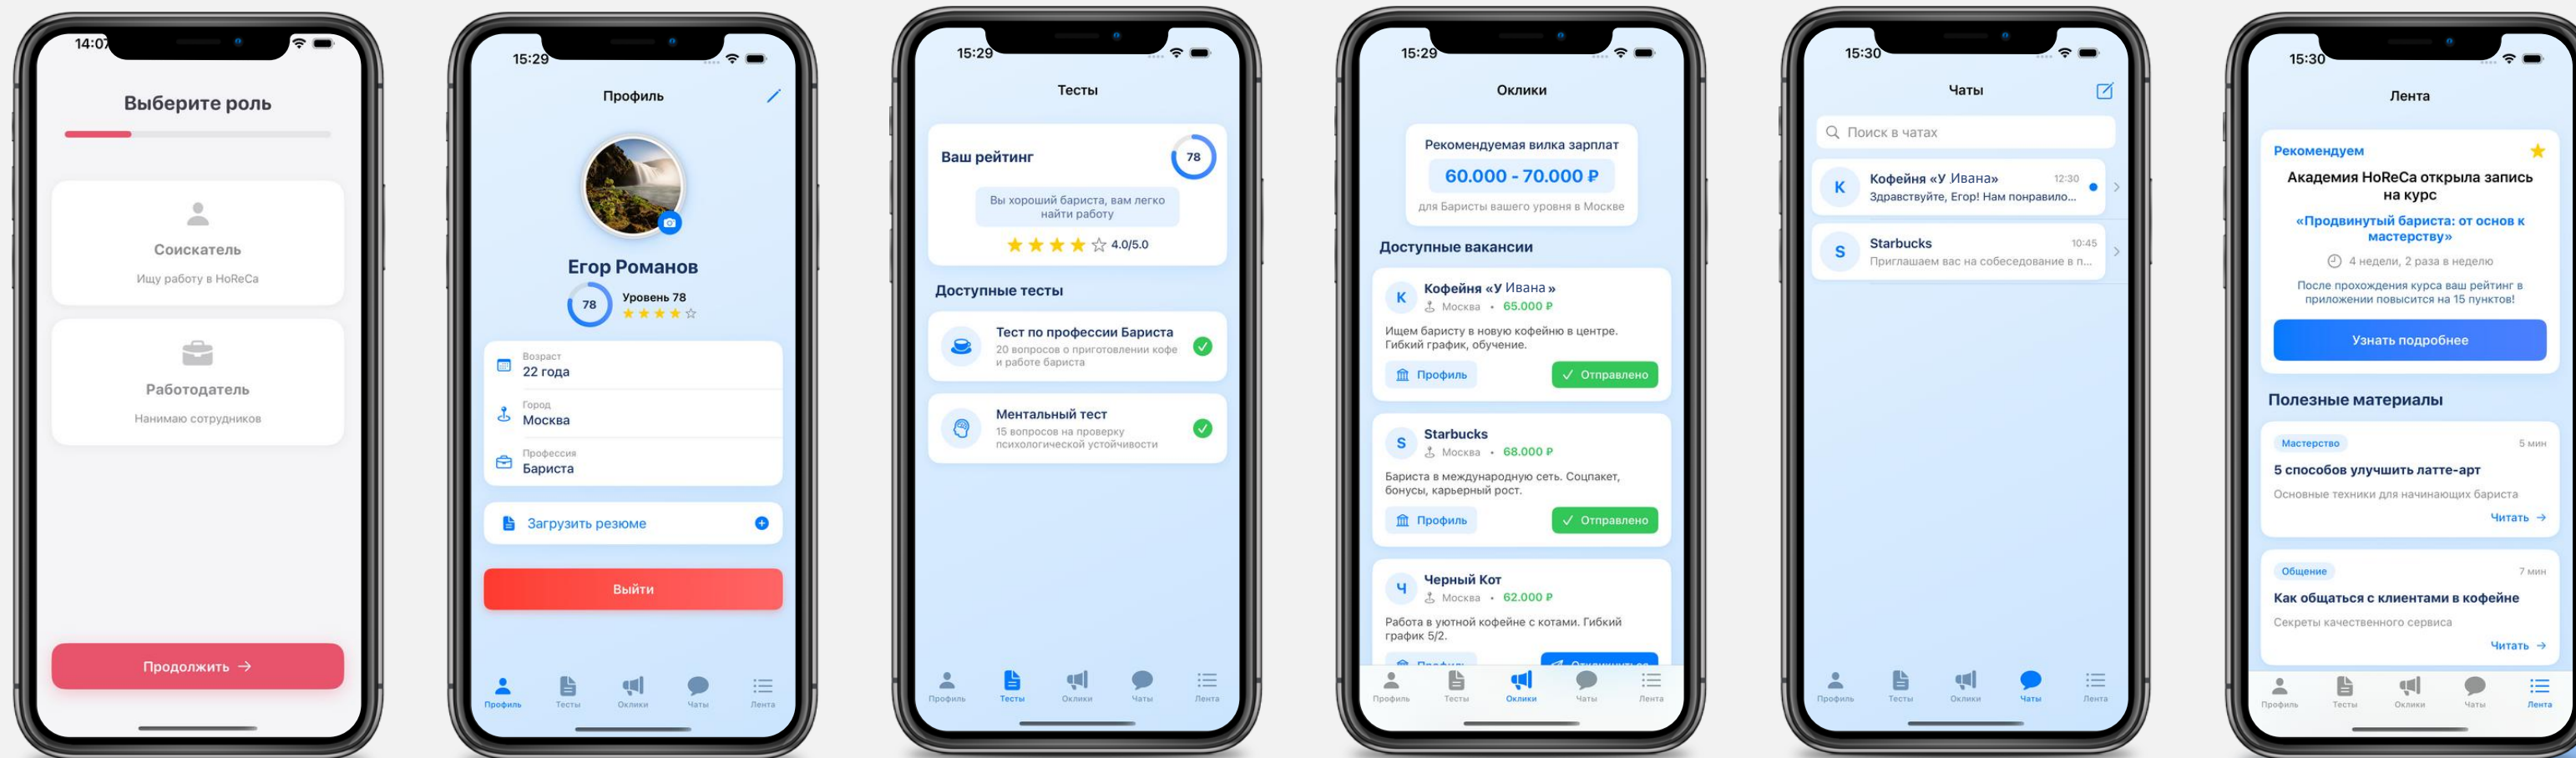 14:07
Выберите роль
Соискатель
Ищу работу в HoReCa
Работодатель
Нанимаю сотрудников
Продолжить →
15:29
Профиль
Егор Романов
78
Уровень 78
Возраст
22 года
Город
Москва
Профессия
Бариста
Загрузить резюме
Выйти
Профиль Тесты Оклики Чаты Лента
15:29
Тесты
Ваш рейтинг 78
Вы хороший бариста, вам легко
найти работу
4.0/5.0
Доступные тесты
Тест по профессии Бариста
20 вопросов о приготовлении кофе
и работе бариста
Ментальный тест
15 вопросов на проверку
психологической устойчивости
Профиль Тесты Оклики Чаты Лента
15:29
Оклики
Рекомендуемая вилка зарплат
60.000 - 70.000 ₽
для Баристы вашего уровня в Москве
Доступные вакансии
К
Кофейня «У Ивана»
Москва • 65.000 ₽
Ищем баристу в новую кофейню в центре.
Гибкий график, обучение.
Профиль ✓ Отправлено
S
Starbucks
Москва • 68.000 ₽
Бариста в международную сеть. Соцпакет,
бонусы, карьерный рост.
Профиль ✓ Отправлено
Ч
Черный Кот
Москва • 62.000 ₽
Работа в уютной кофейне с котами. Гибкий
график 5/2.
Профиль Откликнуться
Профиль Тесты Оклики Чаты Лента
15:30
Чаты
Поиск в чатах
К
Кофейня «У Ивана» 12:30
Здравствуйте, Егор! Нам понравило...
S
Starbucks 10:45
Приглашаем вас на собеседование в п...
Профиль Тесты Оклики Чаты Лента
15:30
Лента
Рекомендуем
Академия HoReCa открыла запись
на курс
«Продвинутый бариста: от основ к
мастерству»
4 недели, 2 раза в неделю
После прохождения курса ваш рейтинг в
приложении повысится на 15 пунктов!
Узнать подробнее
Полезные материалы
Мастерство 5 мин
5 способов улучшить латте-арт
Основные техники для начинающих бариста
Читать →
Общение 7 мин
Как общаться с клиентами в кофейне
Секреты качественного сервиса
Читать →
Профиль Тесты Оклики Чаты Лента